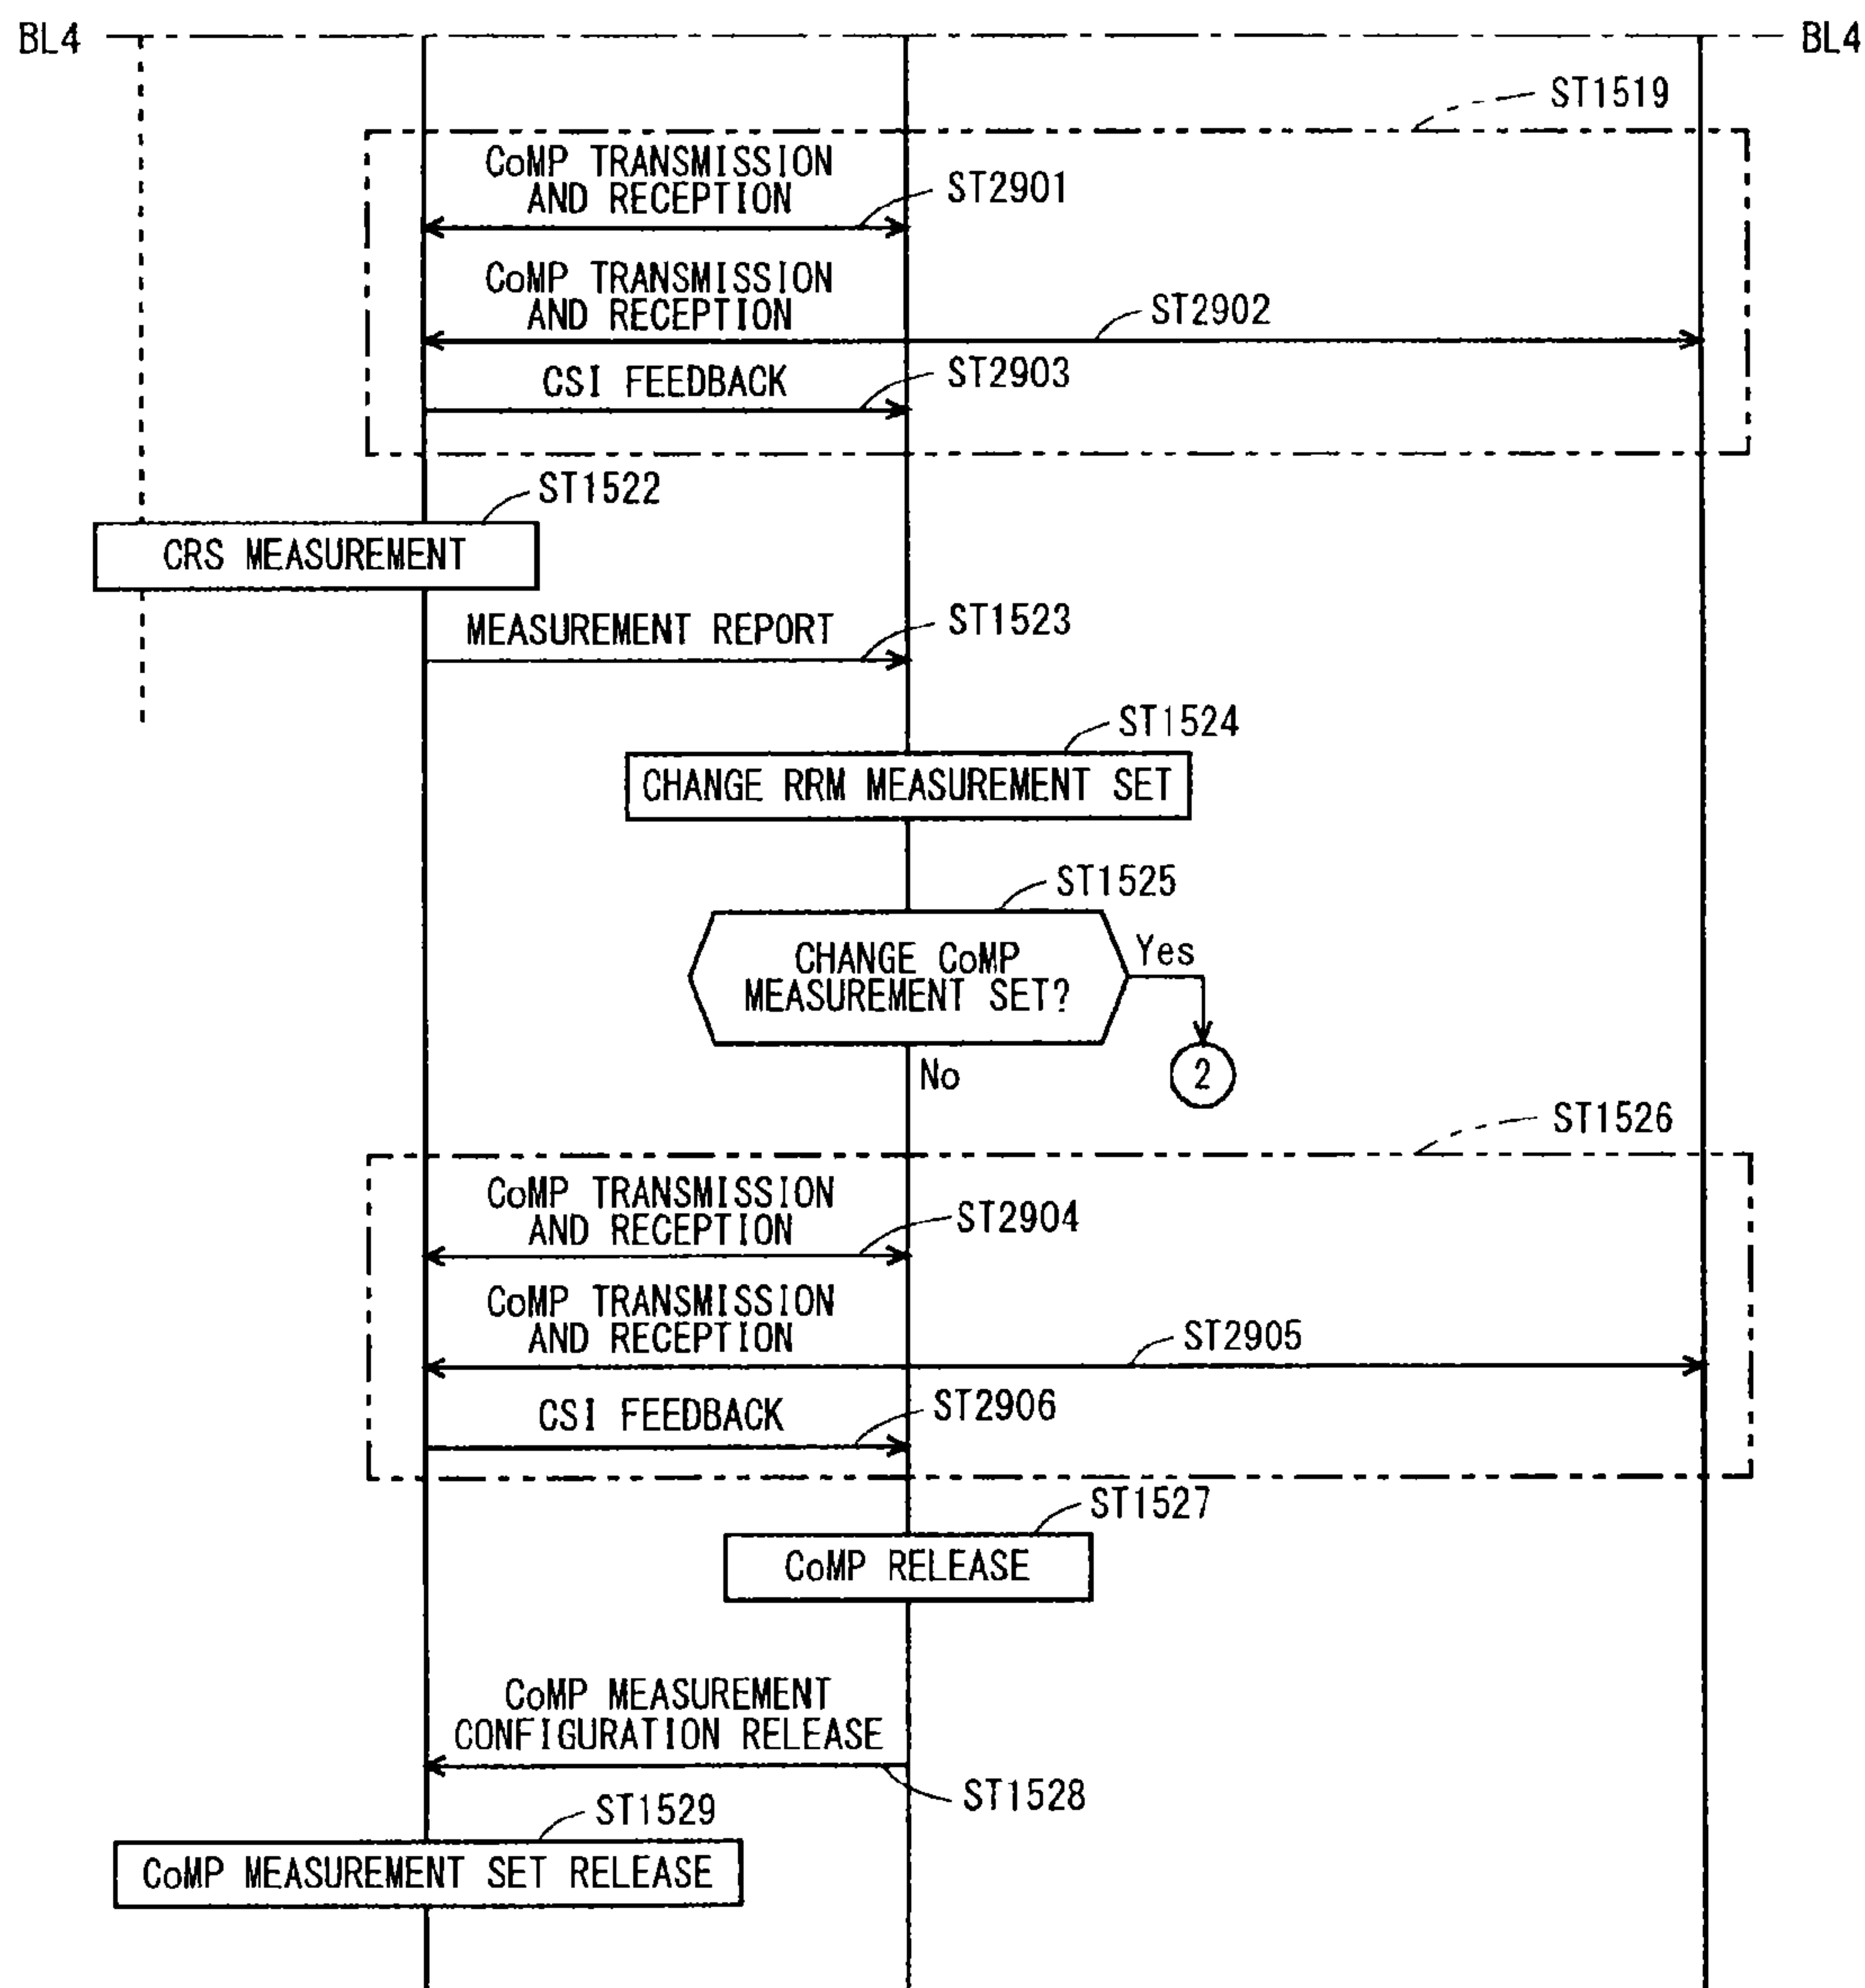 BL4
BL4
ST1519
CoMP TRANSMISSION
AND RECEPTION
ST2901
CoMP TRANSMISSION
AND RECEPTION
ST2902
CSI FEEDBACK
ST2903
ST1522
CRS MEASUREMENT
MEASUREMENT REPORT
ST1523
ST1524
CHANGE RRM MEASUREMENT SET
ST1525
CHANGE CoMP
MEASUREMENT SET?
Yes
2
No
ST1526
CoMP TRANSMISSION
AND RECEPTION
ST2904
CoMP TRANSMISSION
AND RECEPTION
ST2905
CSI FEEDBACK
ST2906
ST1527
CoMP RELEASE
CoMP MEASUREMENT
CONFIGURATION RELEASE
ST1528
ST1529
CoMP MEASUREMENT SET RELEASE